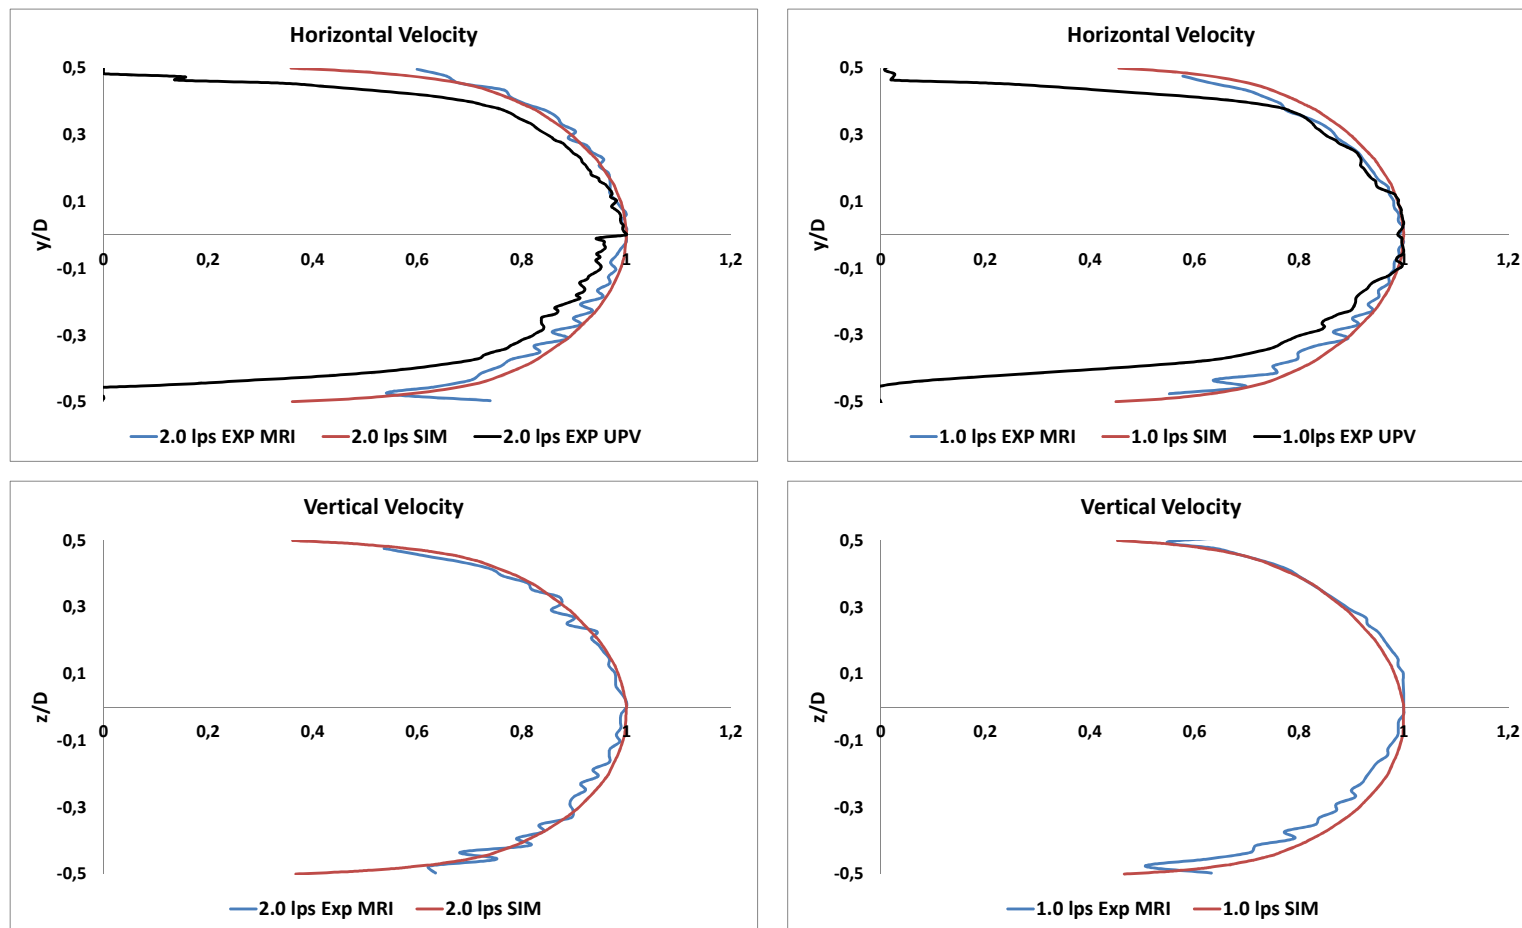 Horizontal Velocity
0,5
0,3
0,1
-0,1
-0,3
-0,5
y/D
0 0,2 0,4 0,6 0,8 1 1,2
2.0 lps EXP MRI 2.0 lps SIM 2.0 lps EXP UPV
Horizontal Velocity
0,5
0,3
0,1
-0,1
-0,3
-0,5
y/D
0 0,2 0,4 0,6 0,8 1 1,2
1.0 lps EXP MRI 1.0 lps SIM 1.0lps EXP UPV
Vertical Velocity
0,5
0,3
0,1
-0,1
-0,3
-0,5
z/D
0 0,2 0,4 0,6 0,8 1 1,2
2.0 lps Exp MRI 2.0 lps SIM
Vertical Velocity
0,5
0,3
0,1
-0,1
-0,3
-0,5
z/D
0 0,2 0,4 0,6 0,8 1 1,2
1.0 lps Exp MRI 1.0 lps SIM